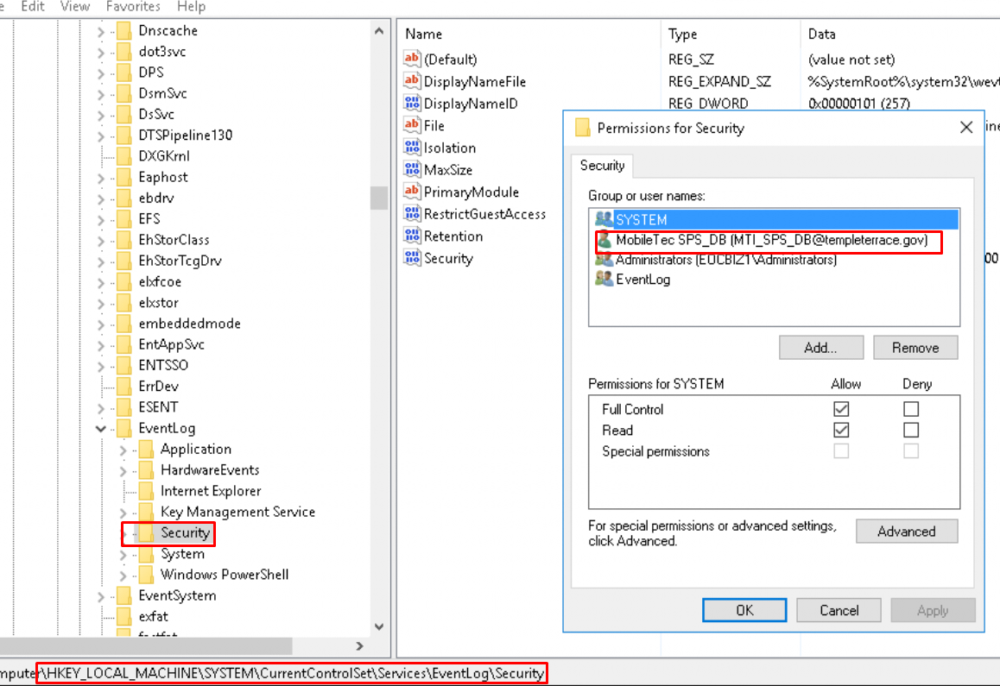 e Edit View Favorites Help
Dnscache
dot3svc
DPS
DsmSvc
DsSvc
DTSPipeline130
DXGKrnl
Eaphost
ebdrv
EFS
EhStorClass
EhStorTcgDrv
elxfcoe
elxstor
embeddedmode
EntAppSvc
ENTSSO
ErrDev
ESENT
EventLog
Application
HardwareEvents
Internet Explorer
Key Management Service
Security
System
Windows PowerShell
EventSystem
exfat
fastfat
Name Type Data
(Default) REG_SZ (value not set)
DisplayNameFile REG_EXPAND_SZ %SystemRoot%\system32\wevt
DisplayNameID REG_DWORD 0x00000101 (257)
File
Isolation
MaxSize
PrimaryModule
RestrictGuestAccess
Retention
Security
ine
00
Permissions for Security
Security
Group or user names:
SYSTEM
MobileTec SPS_DB (MTI_SPS_DB@templeterrace.gov)
Administrators (EOCBIZ1\Administrators)
EventLog
Add... Remove
Permissions for SYSTEM Allow Deny
Full Control
Read
Special permissions
For special permissions or advanced settings,
click Advanced.
Advanced
OK Cancel Apply
mputer\HKEY_LOCAL_MACHINE\SYSTEM\CurrentControlSet\Services\EventLog\Security